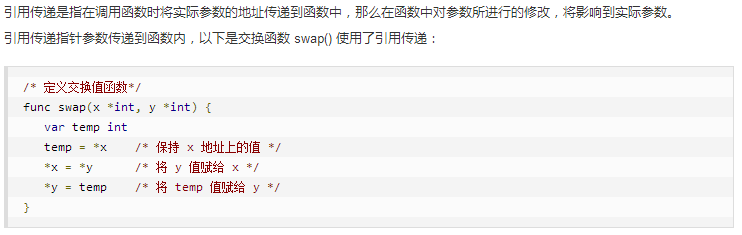 引用传递是指在调用函数时将实际参数的地址传递到函数中，那么在函数中对参数所进行的修改，将影响到实际参数。
引用传递指针参数传递到函数内，以下是交换函数 swap() 使用了引用传递：
/* 定义交换值函数*/
func swap(x *int, y *int) {
   var temp int
   temp = *x    /* 保持 x 地址上的值 */
   *x = *y      /* 将 y 值赋给 x */
   *y = temp    /* 将 temp 值赋给 y */
}